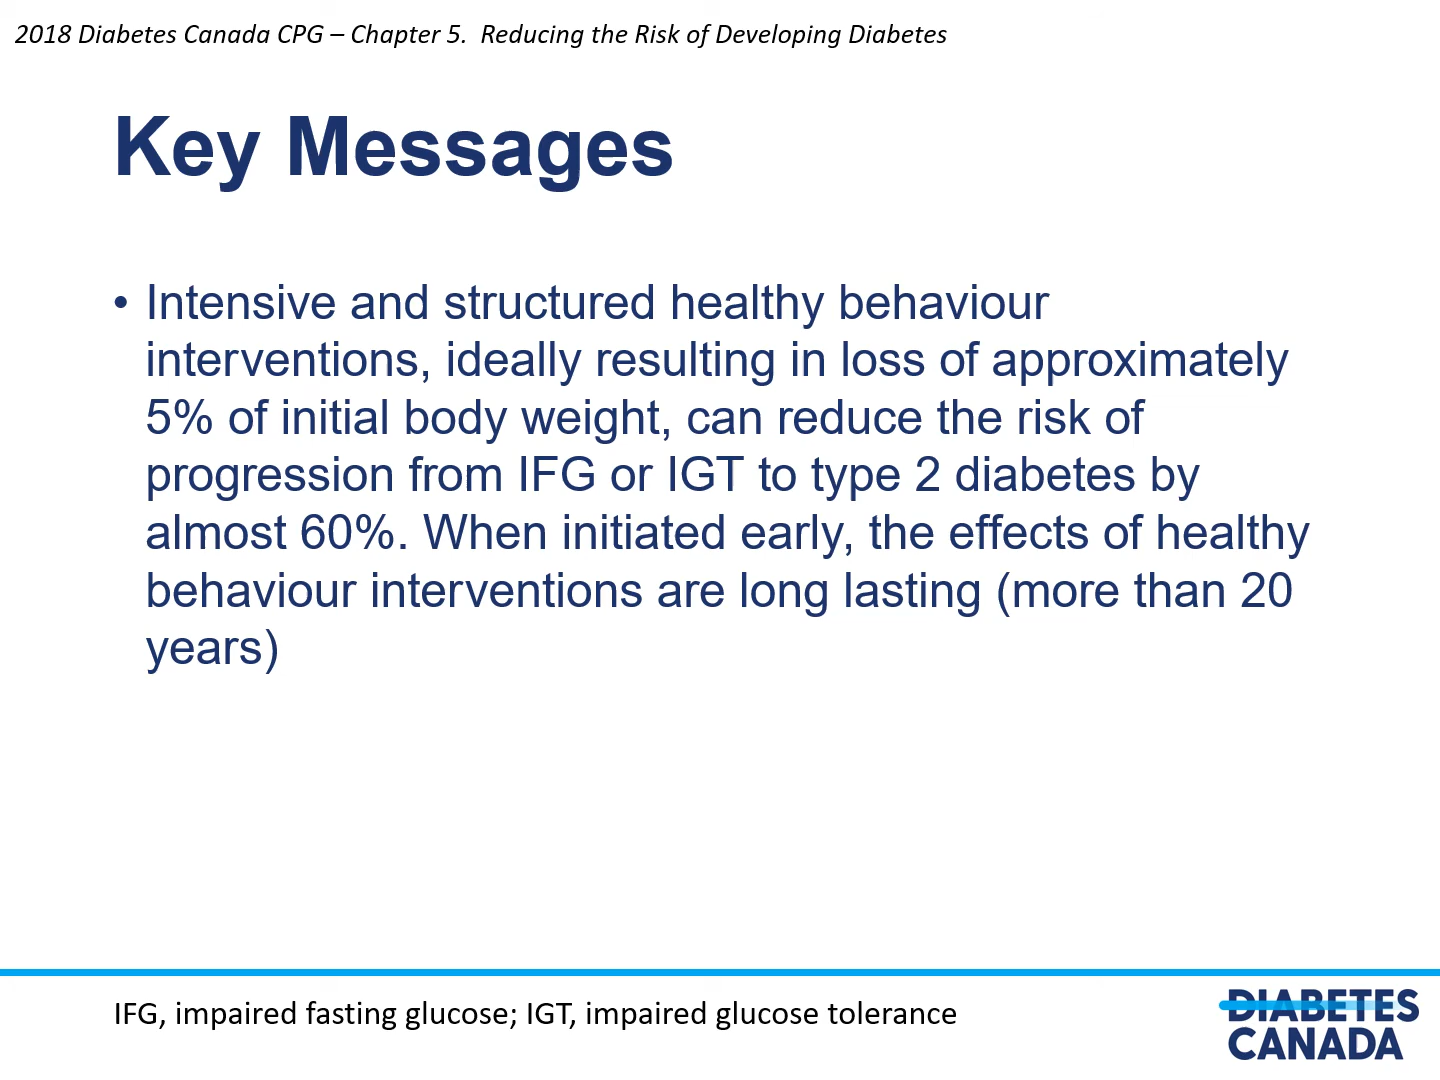 2018 Diabetes Canada CPG – Chapter 5.  Reducing the Risk of Developing Diabetes
Key Messages
• Intensive and structured healthy behaviour
interventions, ideally resulting in loss of approximately
5% of initial body weight, can reduce the risk of
progression from IFG or IGT to type 2 diabetes by
almost 60%. When initiated early, the effects of healthy
behaviour interventions are long lasting (more than 20
years)
IFG, impaired fasting glucose; IGT, impaired glucose tolerance
DIABETES
CANADA